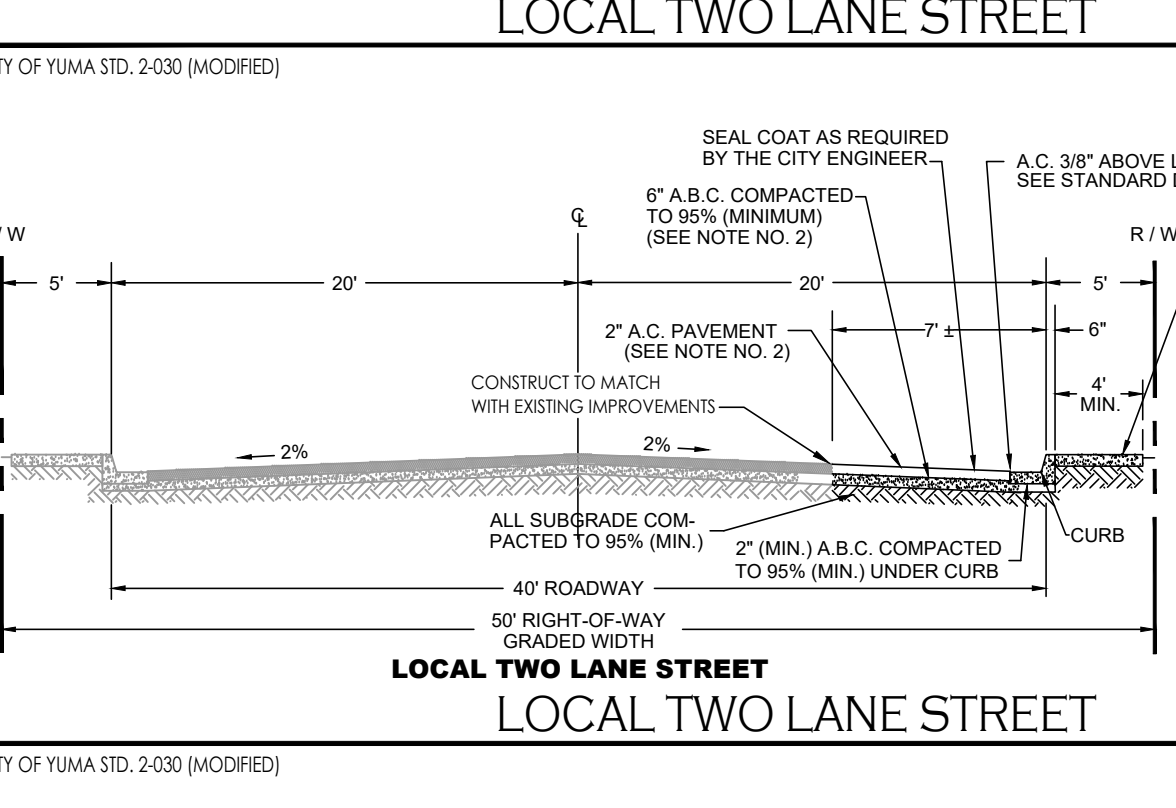 LOCAL TWO LANE STREET
TY OF YUMA STD. 2-030 (MODIFIED)
SEAL COAT AS REQUIRED
BY THE CITY ENGINEER
A.C. 3/8" ABOVE L
SEE STANDARD D
6" A.B.C. COMPACTED
TO 95% (MINIMUM)
(SEE NOTE NO. 2)
℄
/ W
R / W
5'
20'
20'
5'
2" A.C. PAVEMENT
(SEE NOTE NO. 2)
7' ±
6"
CONSTRUCT TO MATCH
WITH EXISTING IMPROVEMENTS
4'
MIN.
2%
2%
ALL SUBGRADE COM-
PACTED TO 95% (MIN.)
2" (MIN.) A.B.C. COMPACTED
TO 95% (MIN.) UNDER CURB
CURB
40' ROADWAY
50' RIGHT-OF-WAY
GRADED WIDTH
LOCAL TWO LANE STREET
LOCAL TWO LANE STREET
TY OF YUMA STD. 2-030 (MODIFIED)